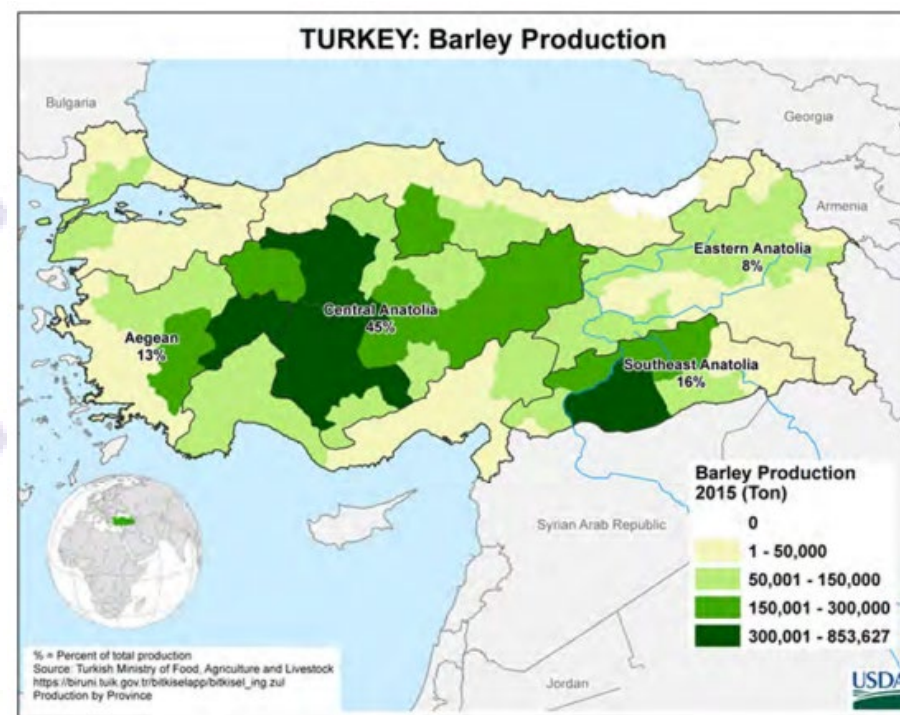 TURKEY: Barley Production
Bulgaria
Georgia
Armenia
Eastern Anatolia
8%
Central Anatolia
45%
Aegean
13%
Southeast Anatolia
16%
Syrian Arab Republic
Jordan
Barley Production
2015 (Ton)
0
1 - 50,000
50,001 - 150,000
150,001 - 300,000
300,001 - 853,627
% = Percent of total production
Source: Turkish Ministry of Food, Agriculture and Livestock
https://biruni.tuik.gov.tr/bitkiselapp/bitkisel_ing.zul
Production by Province
USDA